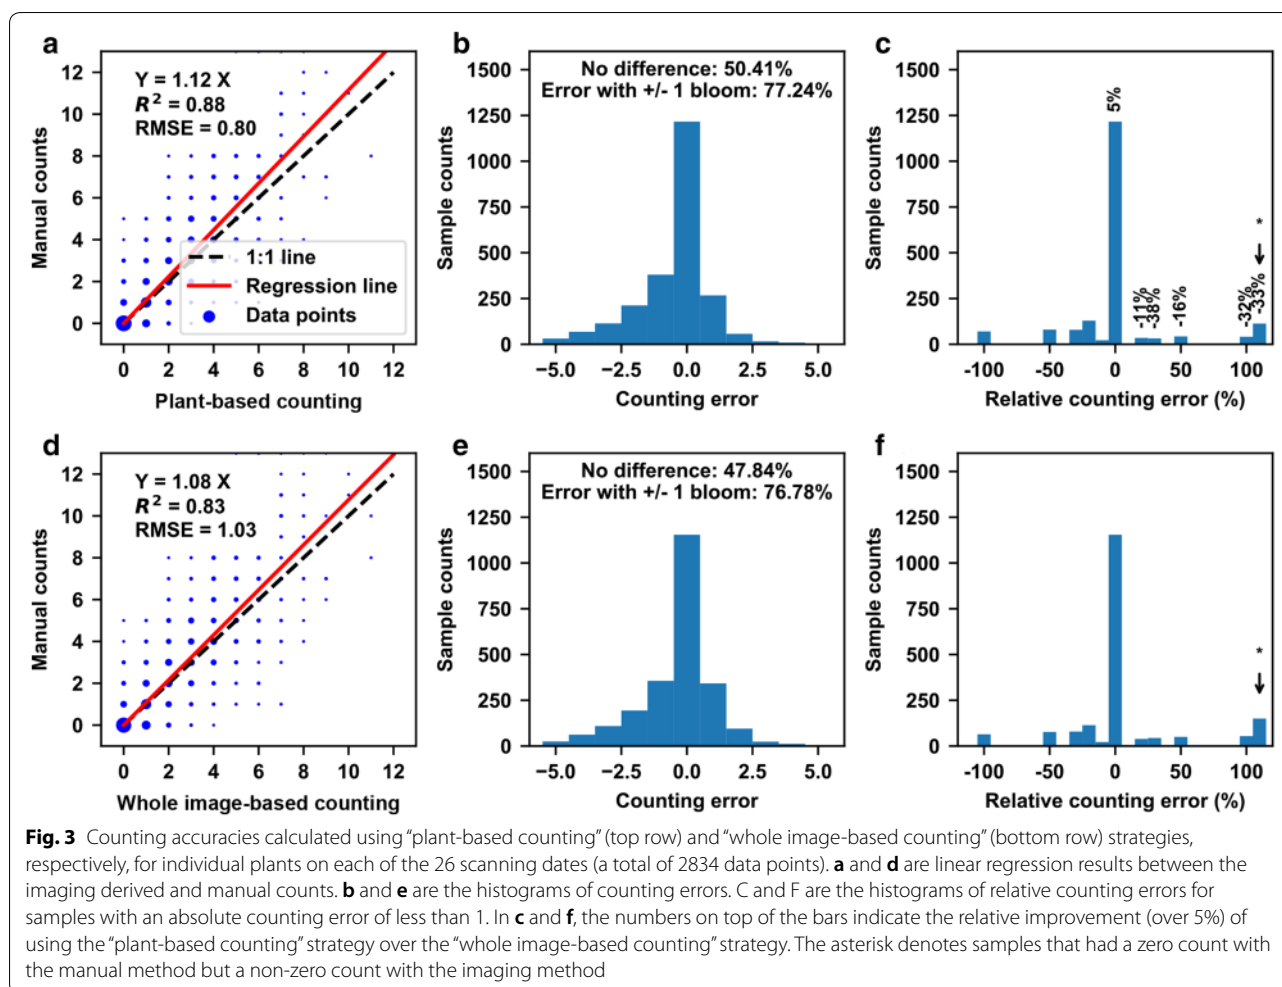 a
Y = 1.12 X
R² = 0.88
RMSE = 0.80
12
10
8
6
4
2
0
Manual counts
1:1 line
Regression line
Data points
0 2 4 6 8 10 12
Plant-based counting
b
No difference: 50.41%
Error with +/- 1 bloom: 77.24%
1500
1250
1000
750
500
250
0
Sample counts
−5.0 −2.5 0.0 2.5 5.0
Counting error
c
1500
1250
1000
750
500
250
0
Sample counts
5%
-11%
-38%
-16%
-32%
-33%
*
-100 -50 0 50 100
Relative counting error (%)
d
Y = 1.08 X
R² = 0.83
RMSE = 1.03
12
10
8
6
4
2
0
Manual counts
0 2 4 6 8 10 12
Whole image-based counting
e
No difference: 47.84%
Error with +/- 1 bloom: 76.78%
1500
1250
1000
750
500
250
0
Sample counts
−5.0 −2.5 0.0 2.5 5.0
Counting error
f
1500
1250
1000
750
500
250
0
Sample counts
*
-100 -50 0 50 100
Relative counting error (%)
Fig. 3 Counting accuracies calculated using “plant-based counting” (top row) and “whole image-based counting” (bottom row) strategies,
respectively, for individual plants on each of the 26 scanning dates (a total of 2834 data points). a and d are linear regression results between the
imaging derived and manual counts. b and e are the histograms of counting errors. C and F are the histograms of relative counting errors for
samples with an absolute counting error of less than 1. In c and f, the numbers on top of the bars indicate the relative improvement (over 5%) of
using the “plant-based counting” strategy over the “whole image-based counting” strategy. The asterisk denotes samples that had a zero count with
the manual method but a non-zero count with the imaging method